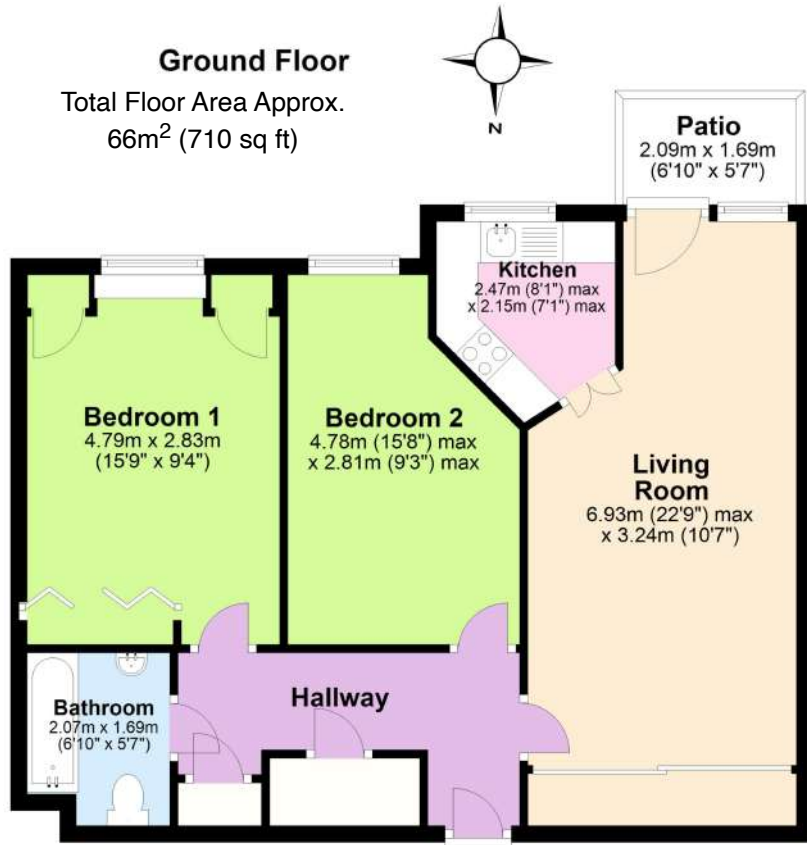 Ground Floor
Total Floor Area Approx.
66m² (710 sq ft)
N
Patio
2.09m x 1.69m
(6'10" x 5'7")
Kitchen
2.47m (8'1") max
x 2.15m (7'1") max
Bedroom 1
4.79m x 2.83m
(15'9" x 9'4")
Bedroom 2
4.78m (15'8") max
x 2.81m (9'3") max
Living
Room
6.93m (22'9") max
x 3.24m (10'7")
Bathroom
2.07m x 1.69m
(6'10" x 5'7")
Hallway